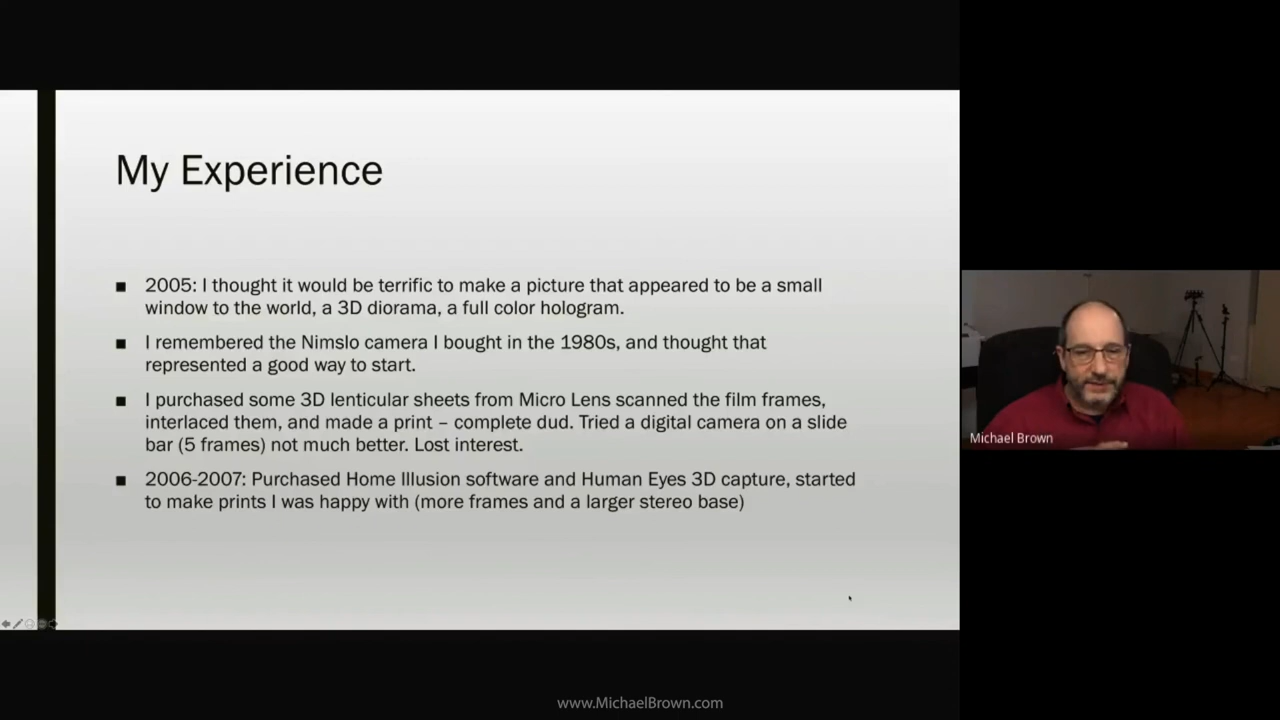 My Experience
2005: I thought it would be terrific to make a picture that appeared to be a small
window to the world, a 3D diorama, a full color hologram.
I remembered the Nimslo camera I bought in the 1980s, and thought that
represented a good way to start.
I purchased some 3D lenticular sheets from Micro Lens scanned the film frames,
interlaced them, and made a print – complete dud. Tried a digital camera on a slide
bar (5 frames) not much better. Lost interest.
2006-2007: Purchased Home Illusion software and Human Eyes 3D capture, started
to make prints I was happy with (more frames and a larger stereo base)
Michael Brown
www.MichaelBrown.com